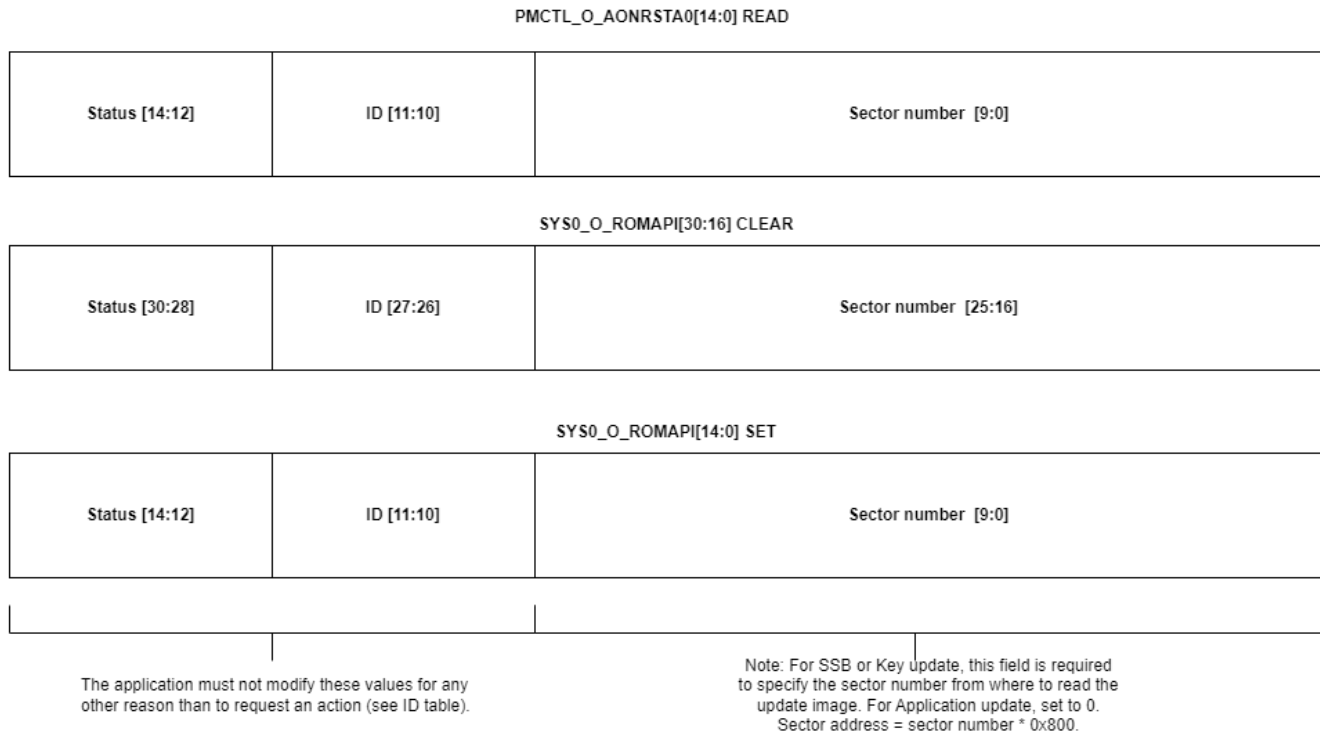 PMCTL_O_AONRSTA0[14:0] READ
Status [14:12]
ID [11:10]
Sector number [9:0]
SYS0_O_ROMAPI[30:16] CLEAR
Status [30:28]
ID [27:26]
Sector number [25:16]
SYS0_O_ROMAPI[14:0] SET
Status [14:12]
ID [11:10]
Sector number [9:0]
The application must not modify these values for any
other reason than to request an action (see ID table).
Note: For SSB or Key update, this field is required
to specify the sector number from where to read the
update image. For Application update, set to 0.
Sector address = sector number * 0x800.